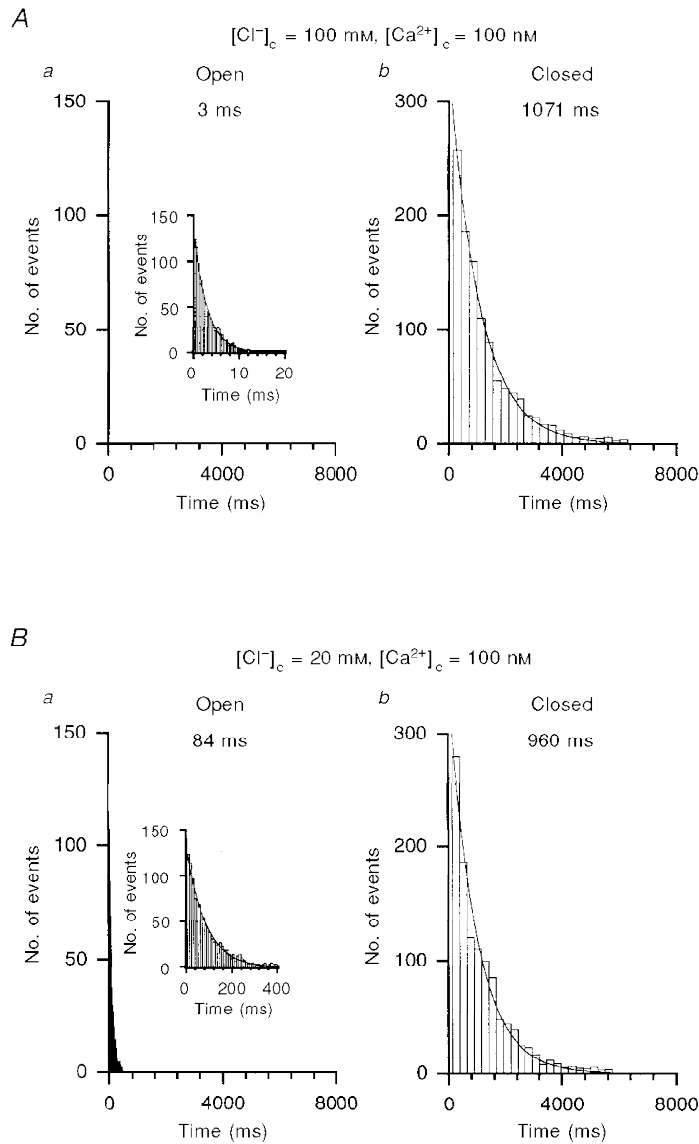 A
[Cl⁻]c = 100 mM, [Ca²⁺]c = 100 nM
a
Open
3 ms
150
100
50
0
No. of events
0 4000 8000
Time (ms)
150
100
50
0
No. of events
0 10 20
Time (ms)
b
Closed
1071 ms
300
200
100
0
No. of events
0 4000 8000
Time (ms)
B
[Cl⁻]c = 20 mM, [Ca²⁺]c = 100 nM
a
Open
84 ms
150
100
50
0
No. of events
0 4000 8000
Time (ms)
150
100
50
0
No. of events
0 200 400
Time (ms)
b
Closed
960 ms
300
200
100
0
No. of events
0 4000 8000
Time (ms)